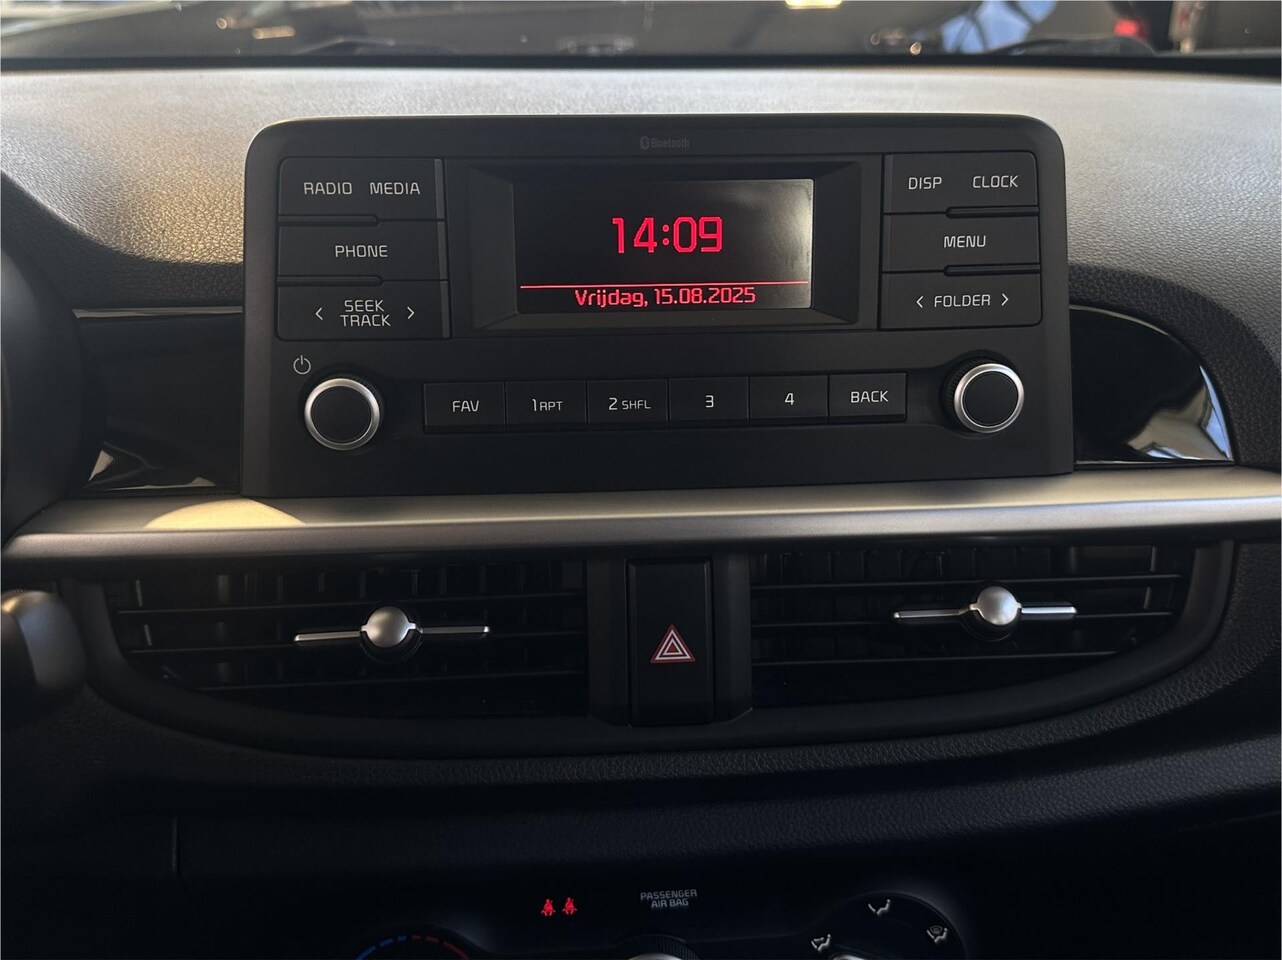 Bluetooth
RADIO MEDIA
DISP CLOCK
PHONE
14:09
MENU
< SEEK TRACK >
Vrijdag, 15.08.2025
< FOLDER >
FAV
1 RPT
2 SHFL
3
4
BACK
PASSENGER
AIR BAG